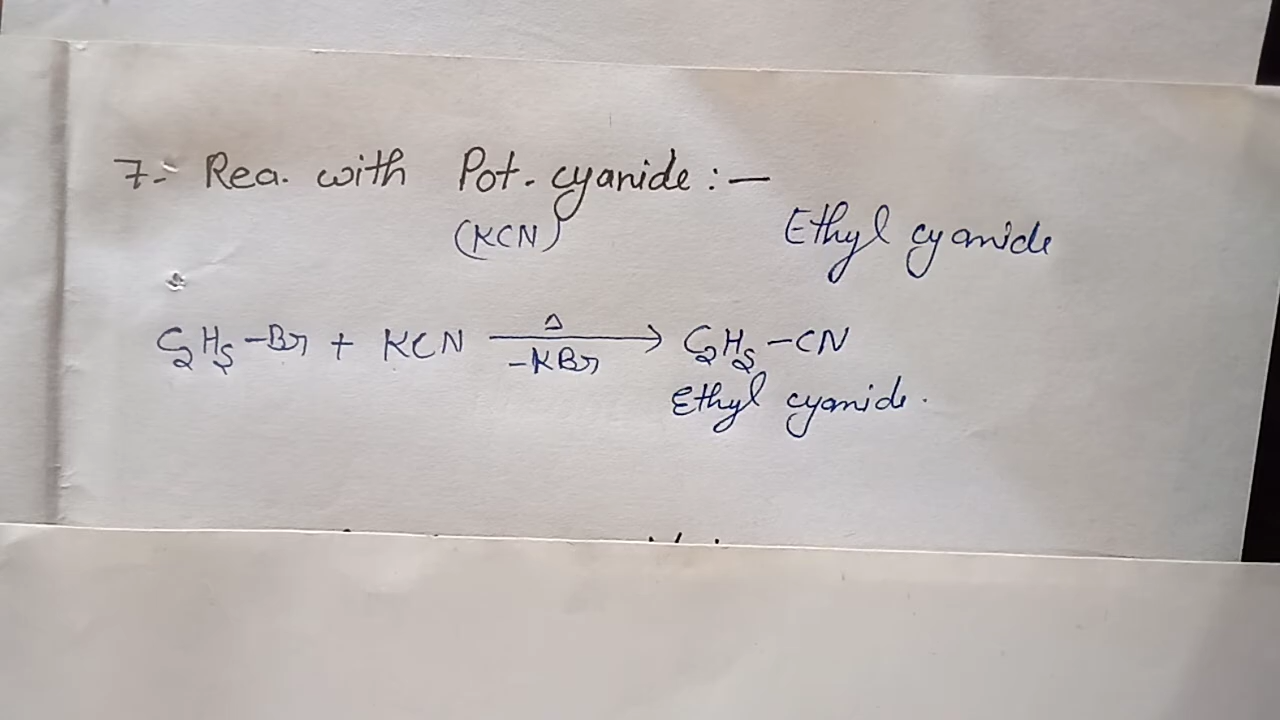 7- Rea. with Pot. cyanide :-
(KCN)
Ethyl cyanide
C2H5-Br + KCN Δ -KBr → C2H5-CN
Ethyl cyanide.